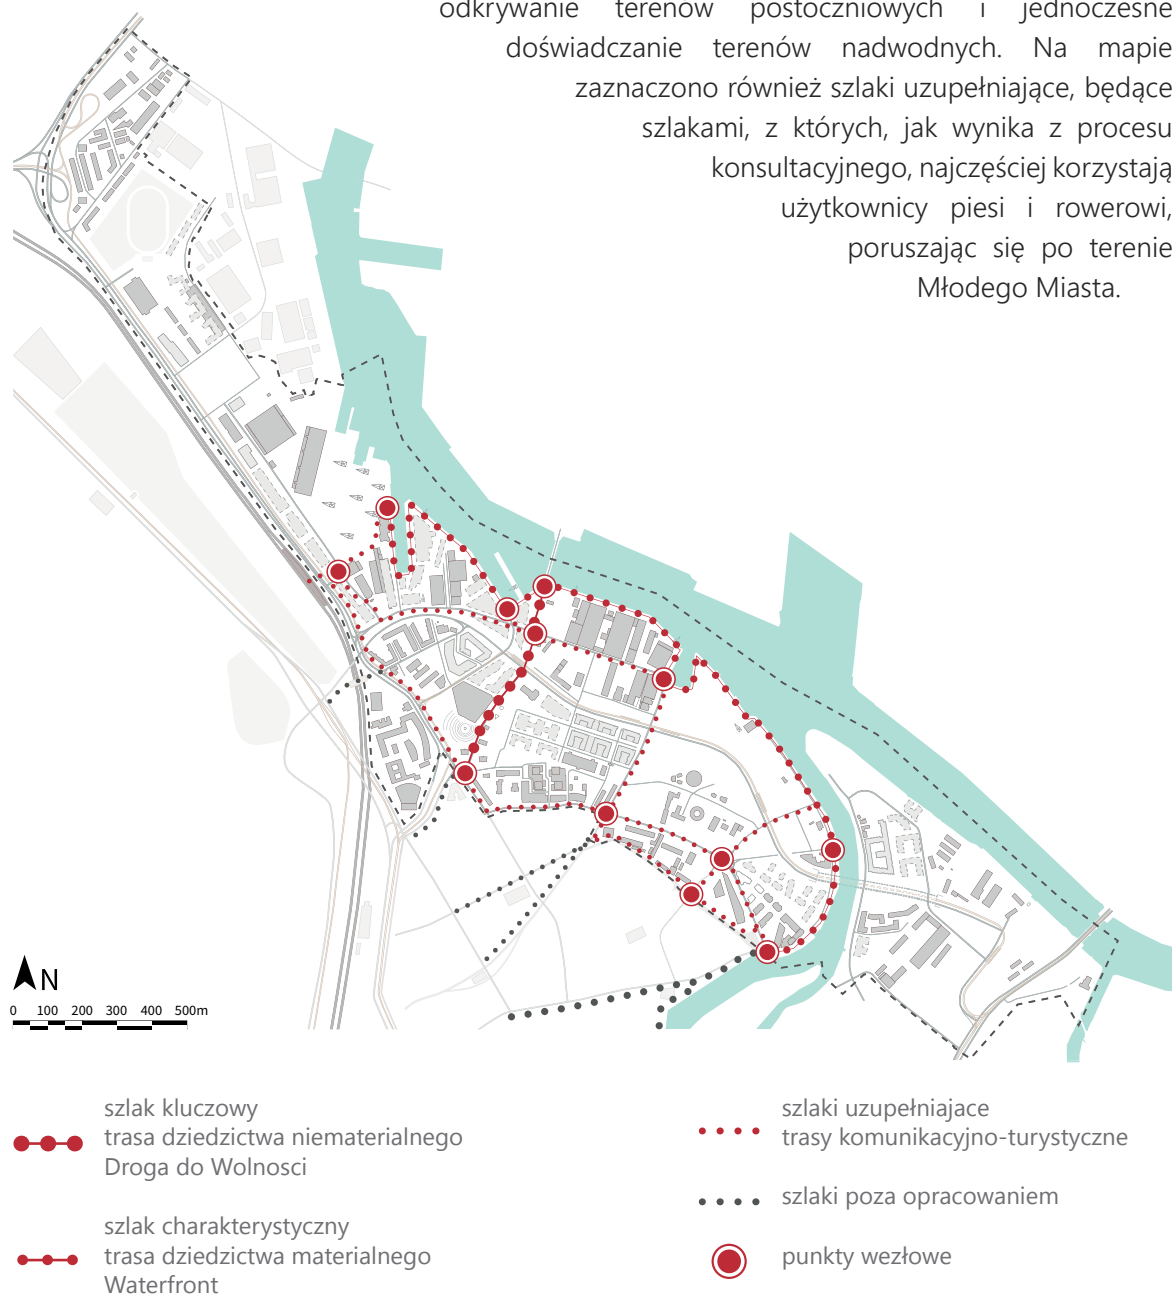 odkrywanie terenów postoczniowych i jednoczesne
doświadczanie terenów nadwodnych. Na mapie
zaznaczono również szlaki uzupełniające, będące
szlakami, z których, jak wynika z procesu
konsultacyjnego, najczęściej korzystają
użytkownicy piesi i rowerowi,
poruszając się po terenie
Młodego Miasta.
N
0 100 200 300 400 500m
szlak kluczowy
trasa dziedzictwa niematerialnego
Droga do Wolnosci
szlak charakterystyczny
trasa dziedzictwa materialnego
Waterfront
szlaki uzupełniajace
trasy komunikacyjno-turystyczne
szlaki poza opracowaniem
punkty wezłowe